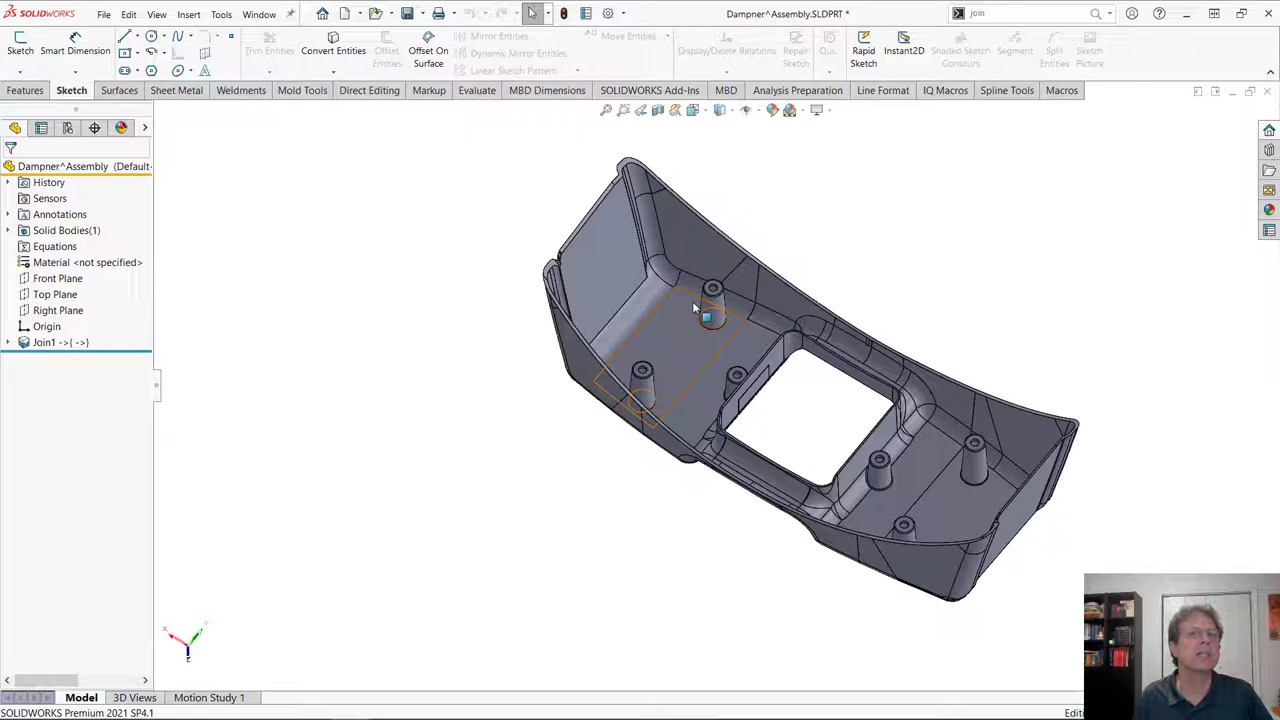 SOLIDWORKS
File
Edit
View
Insert
Tools
Window
Dampner^Assembly.SLDPRT *
join
Sketch
Smart Dimension
Trim Entities
Convert Entities
Offset Entities
Offset On Surface
Mirror Entities
Dynamic Mirror Entities
Linear Sketch Pattern
Move Entities
Display/Delete Relations
Repair Sketch
Qui..
Rapid Sketch
Instant2D
Shaded Sketch Contours
Segment
Split Entities
Sketch Picture
Features
Sketch
Surfaces
Sheet Metal
Weldments
Mold Tools
Direct Editing
Markup
Evaluate
MBD Dimensions
SOLIDWORKS Add-Ins
MBD
Analysis Preparation
Line Format
IQ Macros
Spline Tools
Macros
Dampner^Assembly (Default
History
Sensors
Annotations
Solid Bodies(1)
Equations
Material <not specified>
Front Plane
Top Plane
Right Plane
Origin
Join1 ->{ ->}
Model
3D Views
Motion Study 1
SOLIDWORKS Premium 2021 SP4.1
Editi